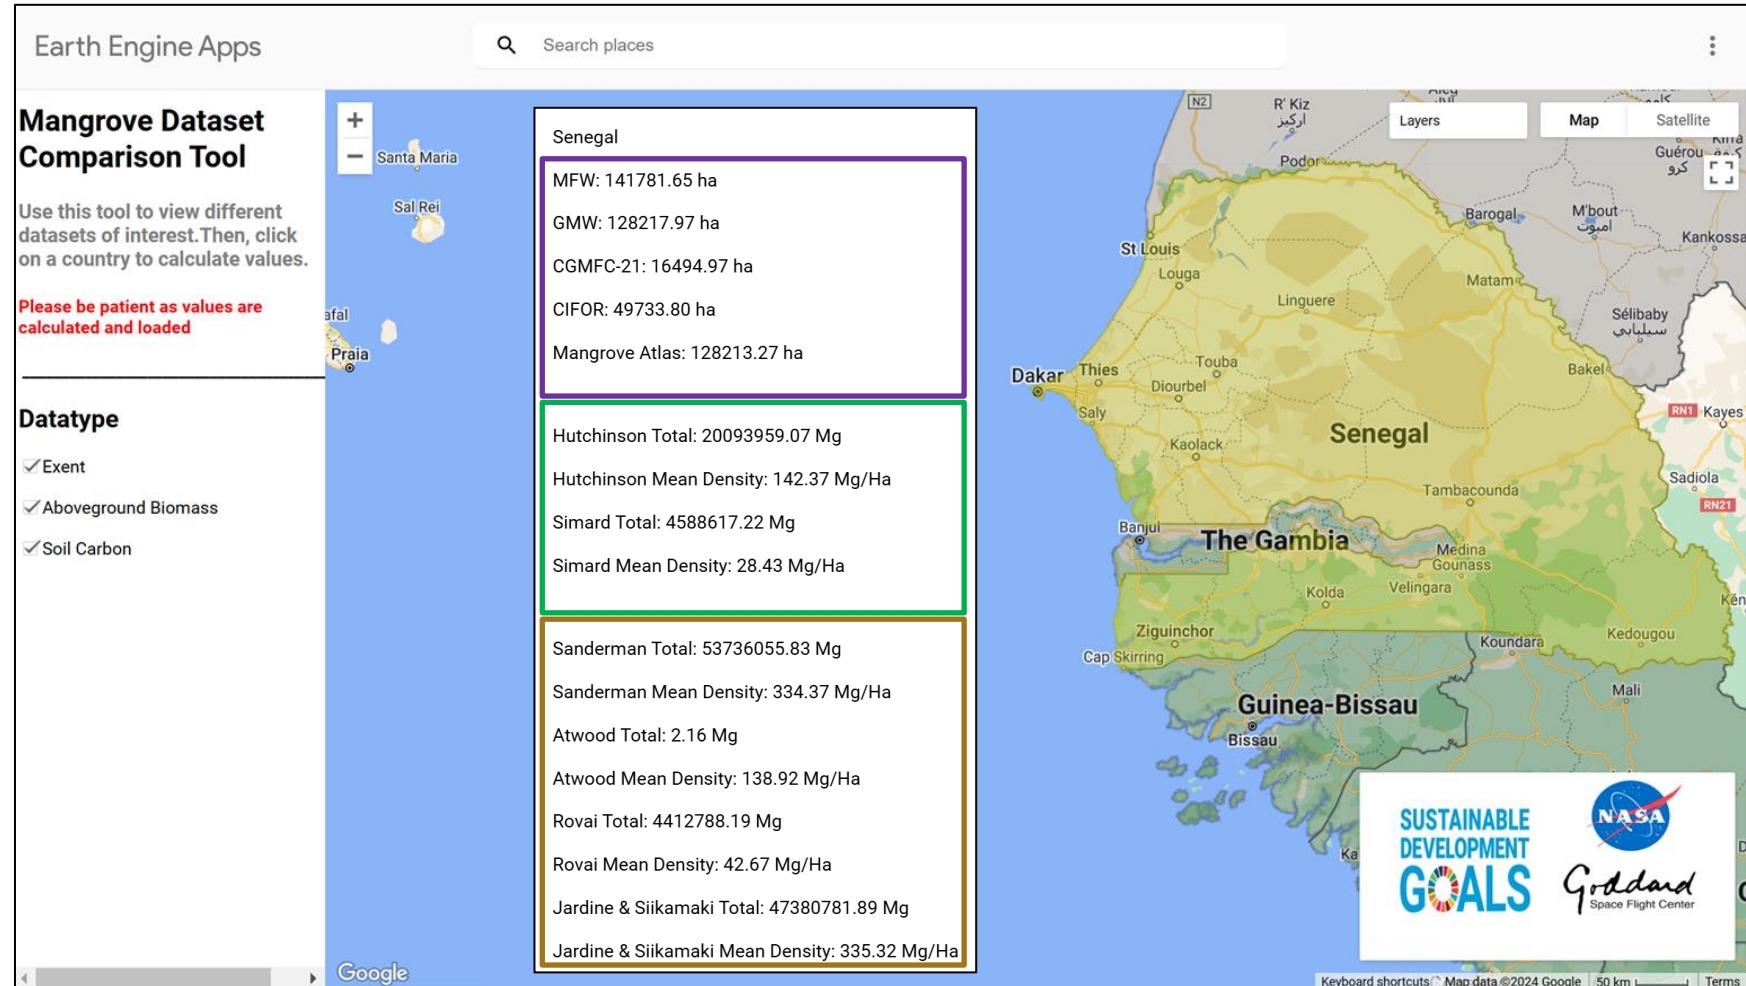 Earth Engine Apps
Search places
Mangrove Dataset
Comparison Tool
Use this tool to view different
datasets of interest.Then, click
on a country to calculate values.
Please be patient as values are
calculated and loaded
Datatype
Exent
Aboveground Biomass
Soil Carbon
+
−
Santa Maria
Sal Rei
afal
Praia
Google
Senegal
MFW: 141781.65 ha
GMW: 128217.97 ha
CGMFC-21: 16494.97 ha
CIFOR: 49733.80 ha
Mangrove Atlas: 128213.27 ha
Hutchinson Total: 20093959.07 Mg
Hutchinson Mean Density: 142.37 Mg/Ha
Simard Total: 4588617.22 Mg
Simard Mean Density: 28.43 Mg/Ha
Sanderman Total: 53736055.83 Mg
Sanderman Mean Density: 334.37 Mg/Ha
Atwood Total: 2.16 Mg
Atwood Mean Density: 138.92 Mg/Ha
Rovai Total: 4412788.19 Mg
Rovai Mean Density: 42.67 Mg/Ha
Jardine & Siikamaki Total: 47380781.89 Mg
Jardine & Siikamaki Mean Density: 335.32 Mg/Ha
Layers
Map
Satellite
N2
R' Kiz
اركيز
Podor
Guérou
كرو
Barogal
M'bout
امبوت
Kankossa
St Louis
Louga
Matam
Linguere
Sélibaby
سيلبابي
Dakar
Thies
Touba
Diourbel
Bakel
Saly
RN1
Kayes
Kaolack
Senegal
Sadiola
Tambacounda
RN21
Banjul
The Gambia
Medina
Gounass
Kolda
Velingara
Ziguinchor
Koundara
Kedougou
Cap Skirring
Mali
Guinea-Bissau
Bissau
SUSTAINABLE
DEVELOPMENT
GOALS
NASA
Goddard
Space Flight Center
Keyboard shortcuts
Map data ©2024 Google
50 km
Terms